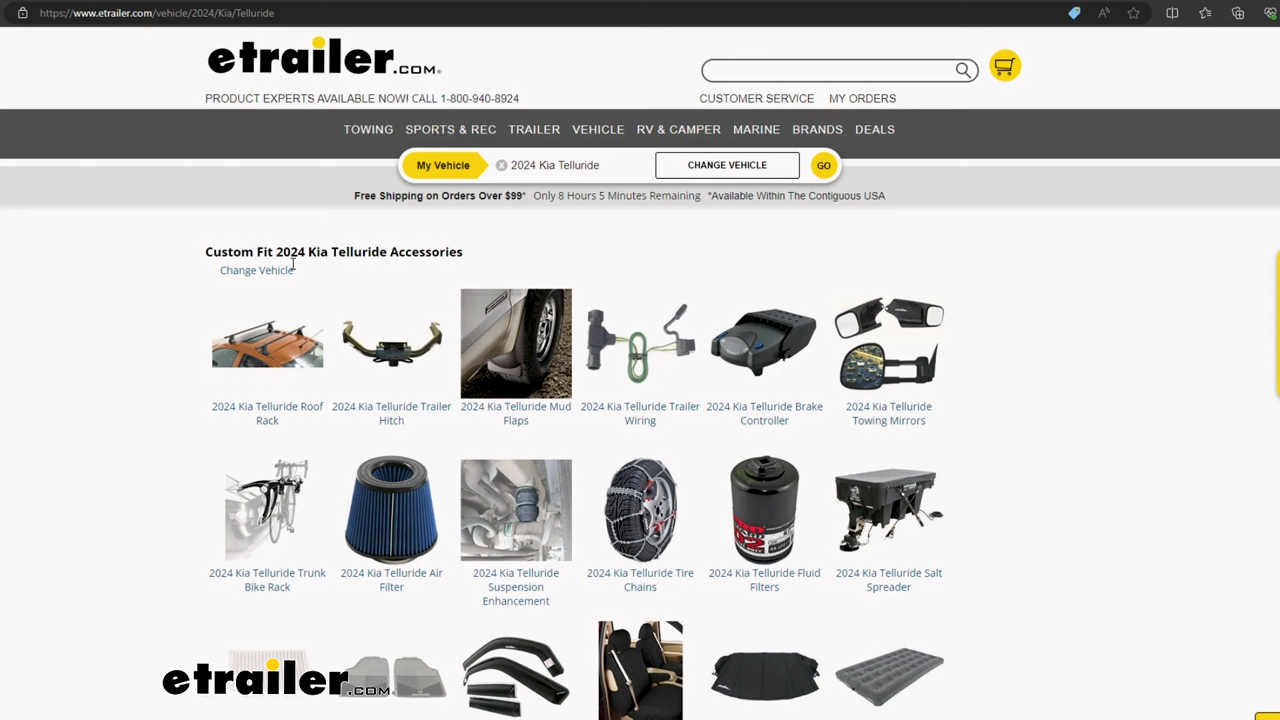 https://www.etrailer.com/vehicle/2024/Kia/Telluride
etrailer.COM®
PRODUCT EXPERTS AVAILABLE NOW! CALL 1-800-940-8924
CUSTOMER SERVICE MY ORDERS
TOWING SPORTS & REC TRAILER VEHICLE RV & CAMPER MARINE BRANDS DEALS
My Vehicle 2024 Kia Telluride CHANGE VEHICLE GO
Free Shipping on Orders Over $99* Only 8 Hours 5 Minutes Remaining *Available Within The Contiguous USA
Custom Fit 2024 Kia Telluride Accessories
Change Vehicle
2024 Kia Telluride Roof
Rack
2024 Kia Telluride Trailer
Hitch
2024 Kia Telluride Mud
Flaps
2024 Kia Telluride Trailer
Wiring
2024 Kia Telluride Brake
Controller
2024 Kia Telluride
Towing Mirrors
2024 Kia Telluride Trunk
Bike Rack
2024 Kia Telluride Air
Filter
2024 Kia Telluride
Suspension
Enhancement
2024 Kia Telluride Tire
Chains
2024 Kia Telluride Fluid
Filters
2024 Kia Telluride Salt
Spreader
etrailer.COM®